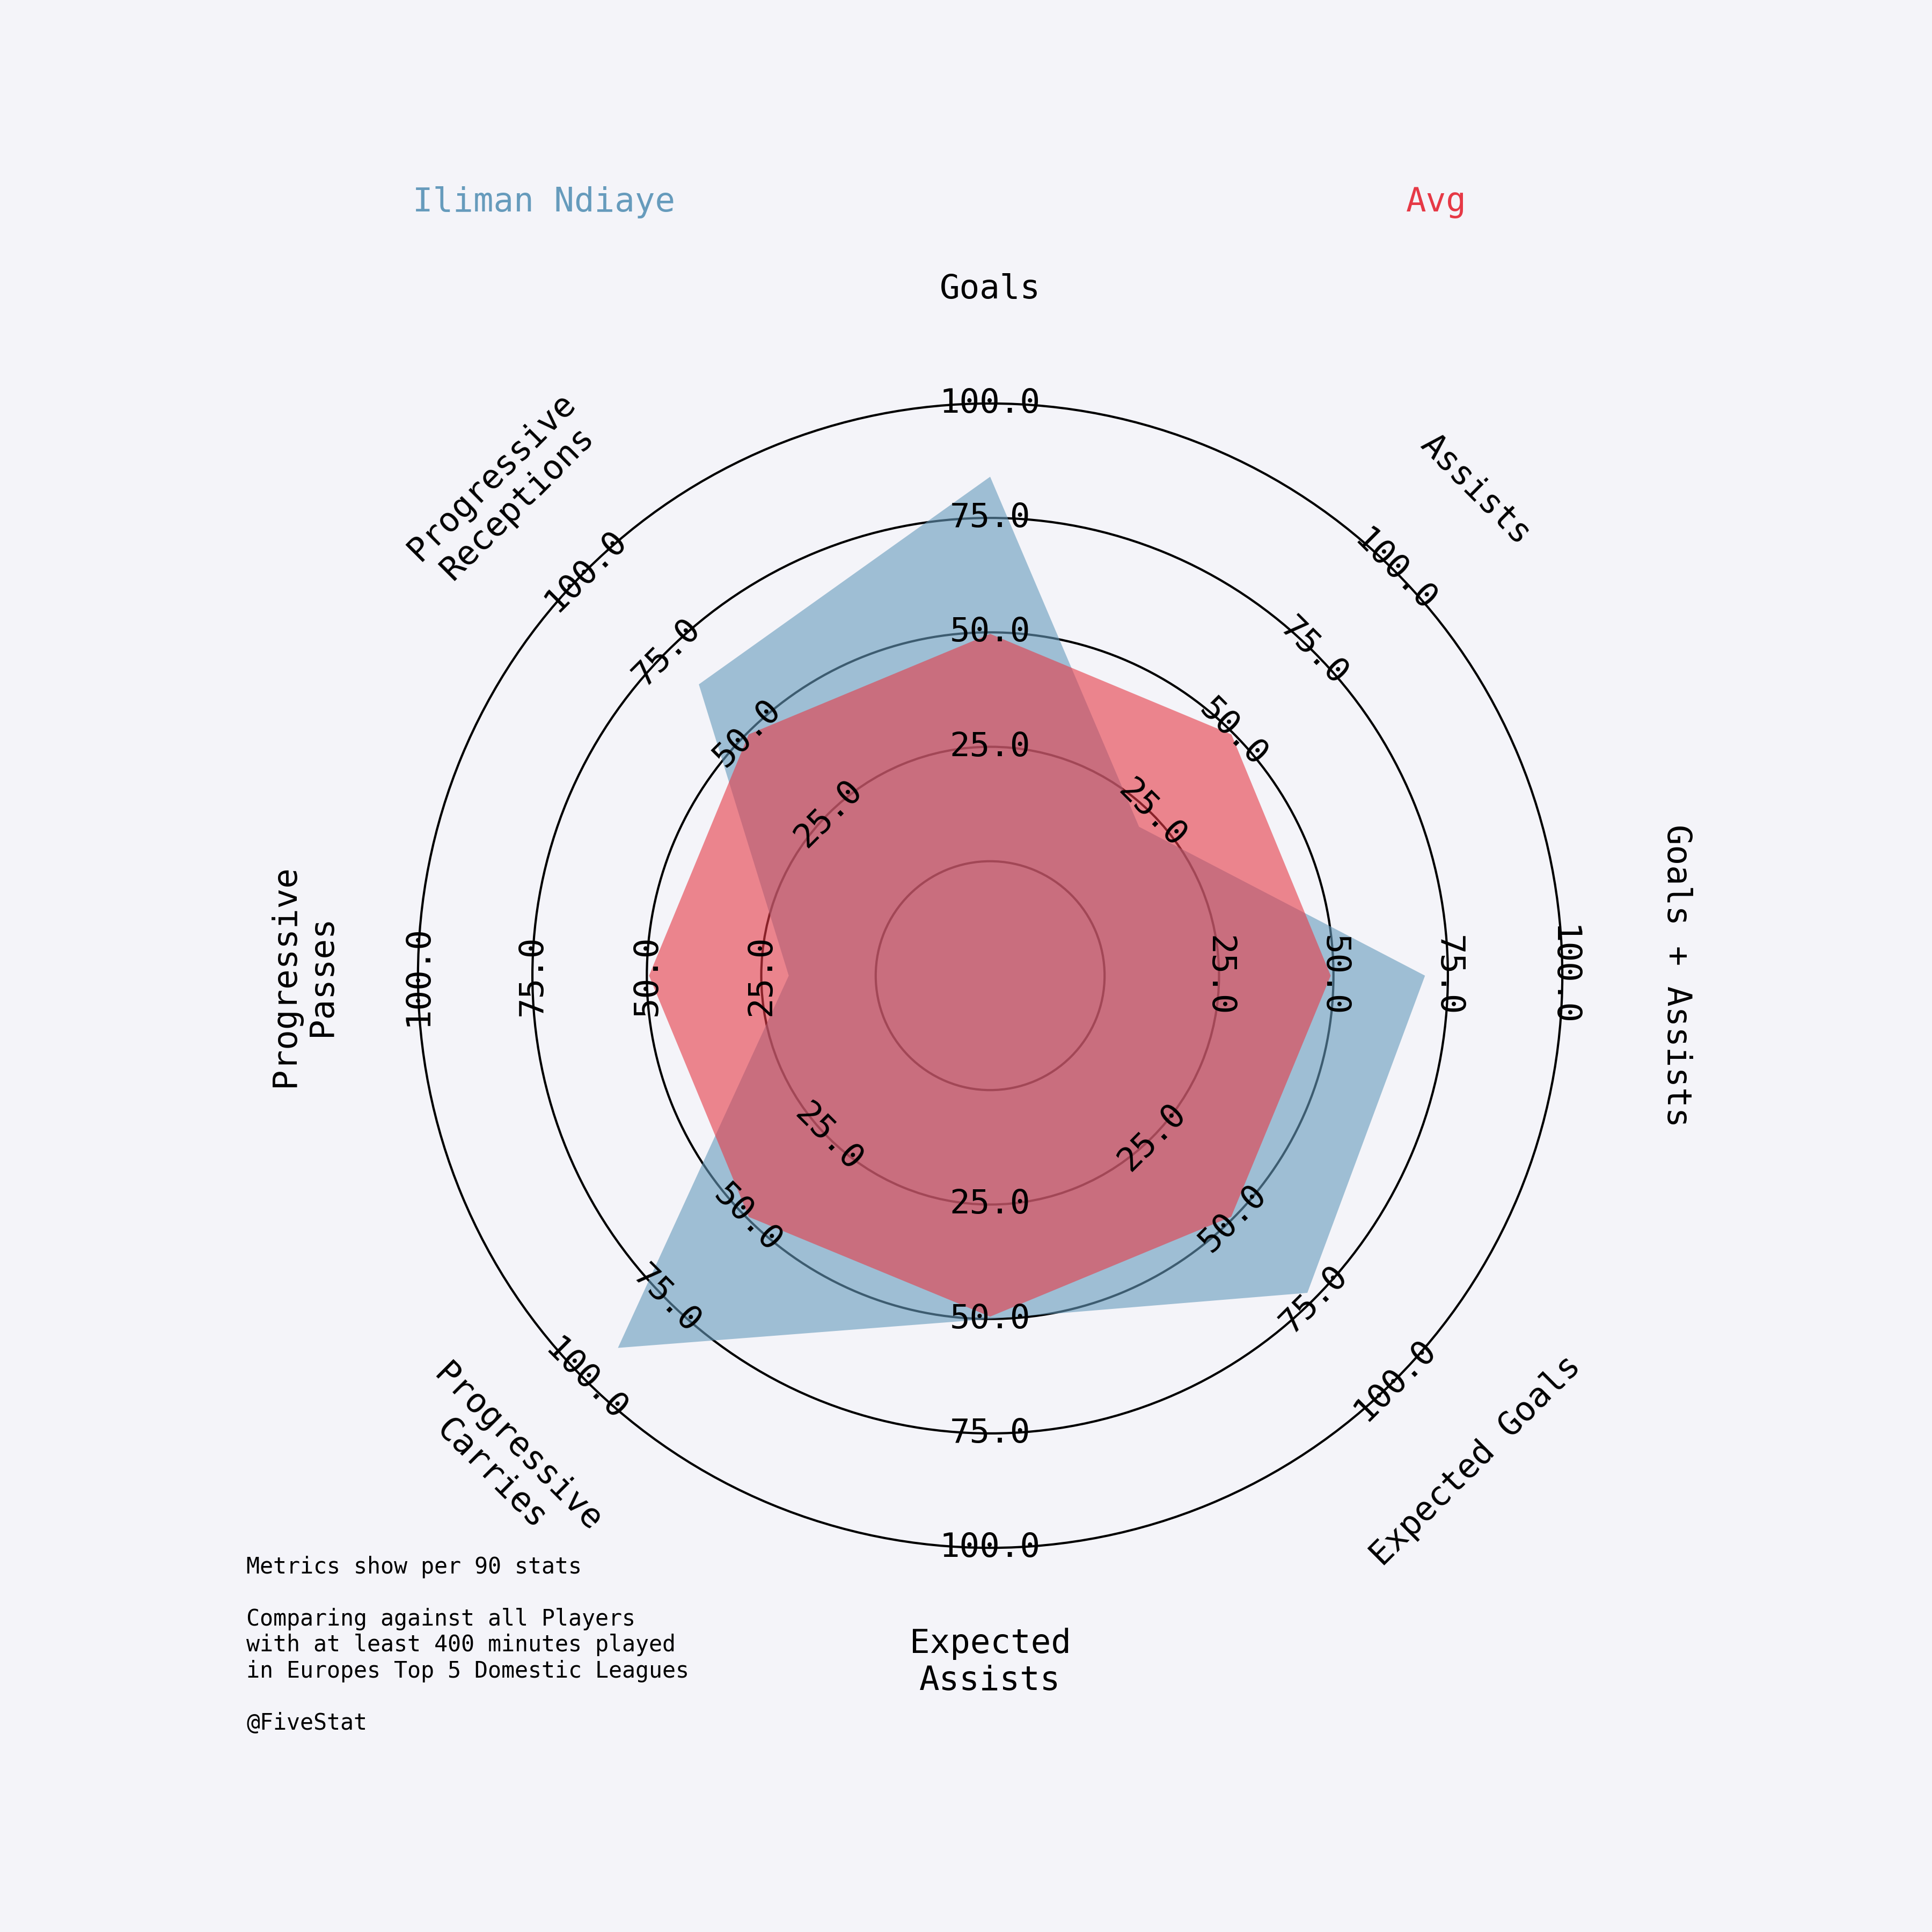 Iliman Ndiaye
Avg
Goals
Progressive
Receptions
Assists
100.0
100.0
100.0
75.0
75.0
75.0
50.0
50.0
50.0
25.0
25.0
25.0
Progressive
Passes
100.0
75.0
50.0
25.0
25.0
50.0
75.0
100.0
Goals + Assists
25.0
25.0
25.0
50.0
50.0
50.0
75.0
75.0
75.0
100.0
100.0
100.0
Progressive
Carries
Expected Goals
Expected
Assists
Metrics show per 90 stats
Comparing against all Players
with at least 400 minutes played
in Europes Top 5 Domestic Leagues
@FiveStat